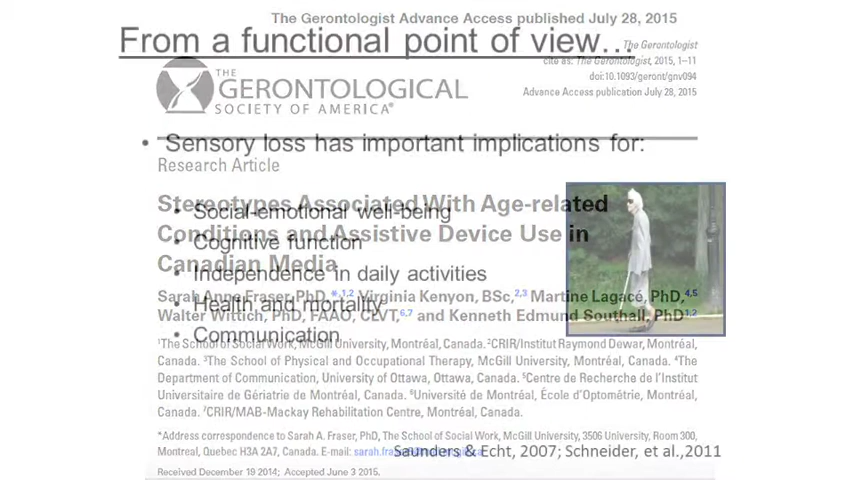 The Gerontologist Advance Access published July 28, 2015
From a functional point of view…
The Gerontologist
cite as: The Gerontologist, 2015, 1–11
doi:10.1093/geront/gnv094
Advance Access publication July 28, 2015
THE
GERONTOLOGICAL
SOCIETY OF AMERICA®
• Sensory loss has important implications for:
Research Article
Stereotypes Associated With Age-related
Conditions and Assistive Device Use in
Canadian Media
• Social-emotional well-being
• Cognitive function
• Independence in daily activities
• Health and mortality
• Communication
Sarah Anne Fraser, PhD,*,1,2 Virginia Kenyon, BSc,2,3 Martine Lagacé, PhD,4,5
Walter Wittich, PhD, FAAO, CLVT,6,7 and Kenneth Edmund Southall, PhD1,2
1The School of Social Work, McGill University, Montréal, Canada. 2CRIR/Institut Raymond Dewar, Montréal,
Canada. 3The School of Physical and Occupational Therapy, McGill University, Montréal, Canada. 4The
Department of Communication, University of Ottawa, Ottawa, Canada. 5Centre de Recherche de l'Institut
Universitaire de Gériatrie de Montréal, Canada. 6Université de Montréal, École d'Optométrie, Montréal,
Canada. 7CRIR/MAB-Mackay Rehabilitation Centre, Montréal, Canada.
*Address correspondence to Sarah A. Fraser, PhD, The School of Social Work, McGill University, 3506 University, Room 300,
Montreal, Quebec H3A 2A7, Canada. E-mail:
Saunders & Echt, 2007; Schneider, et al.,2011
Received December 19 2014; Accepted June 3 2015.